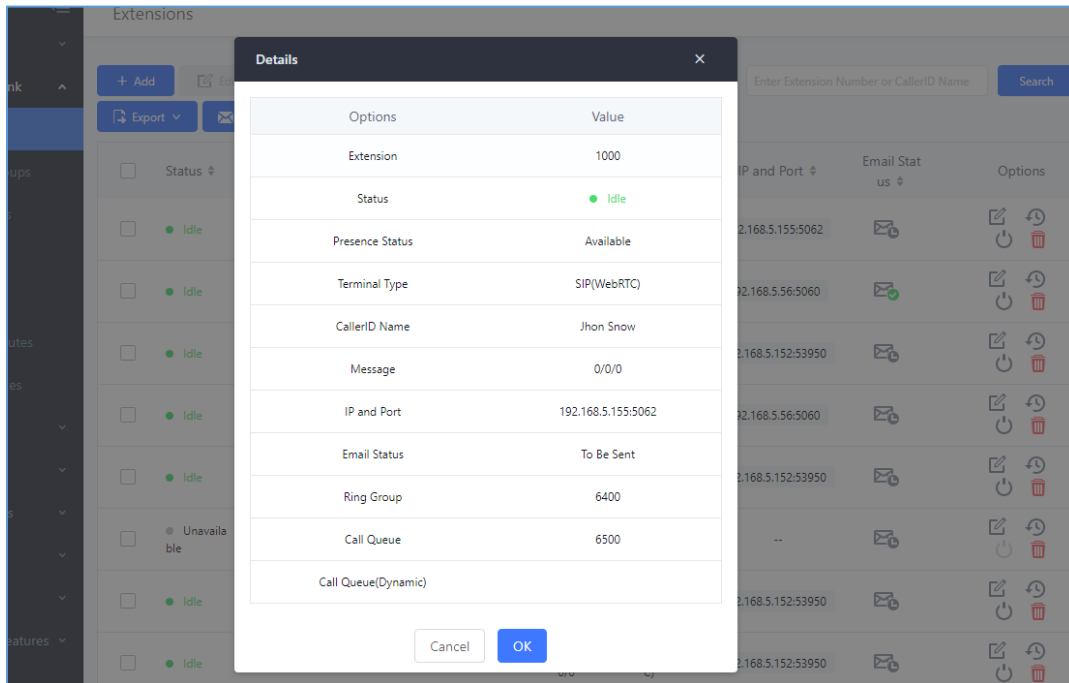 Extensions
nk
+ Add
Enter Extension Number or CallerID Name
Search
Export
Details
×
Options Value
Extension 1000
Status Idle
Presence Status Available
Terminal Type SIP(WebRTC)
CallerID Name Jhon Snow
Message 0/0/0
IP and Port 192.168.5.155:5062
Email Status To Be Sent
Ring Group 6400
Call Queue 6500
Call Queue(Dynamic)
Cancel OK
Status IP and Port Email Stat
us
Options
Idle 2.168.5.155:5062
Idle 92.168.5.56:5060
Idle 2.168.5.152:53950
Idle 92.168.5.56:5060
Idle 2.168.5.152:53950
Unavaila
ble
--
Idle 2.168.5.152:53950
Idle 2.168.5.152:53950
oups
s
utes
es
s
eatures